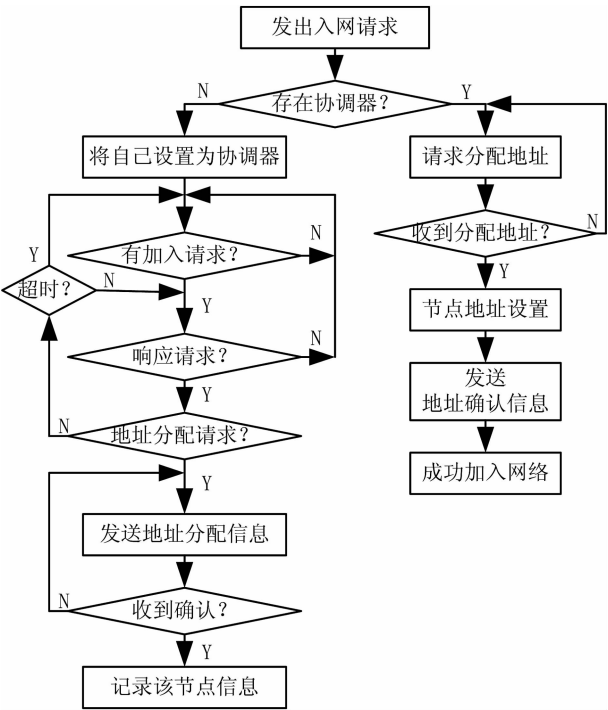 发出入网请求
存在协调器?
N
Y
将自己设置为协调器
请求分配地址
有加入请求?
N
收到分配地址?
N
Y
超时?
N
Y
Y
节点地址设置
响应请求?
N
Y
发送
地址确认信息
地址分配请求?
N
Y
成功加入网络
发送地址分配信息
收到确认?
N
Y
记录该节点信息